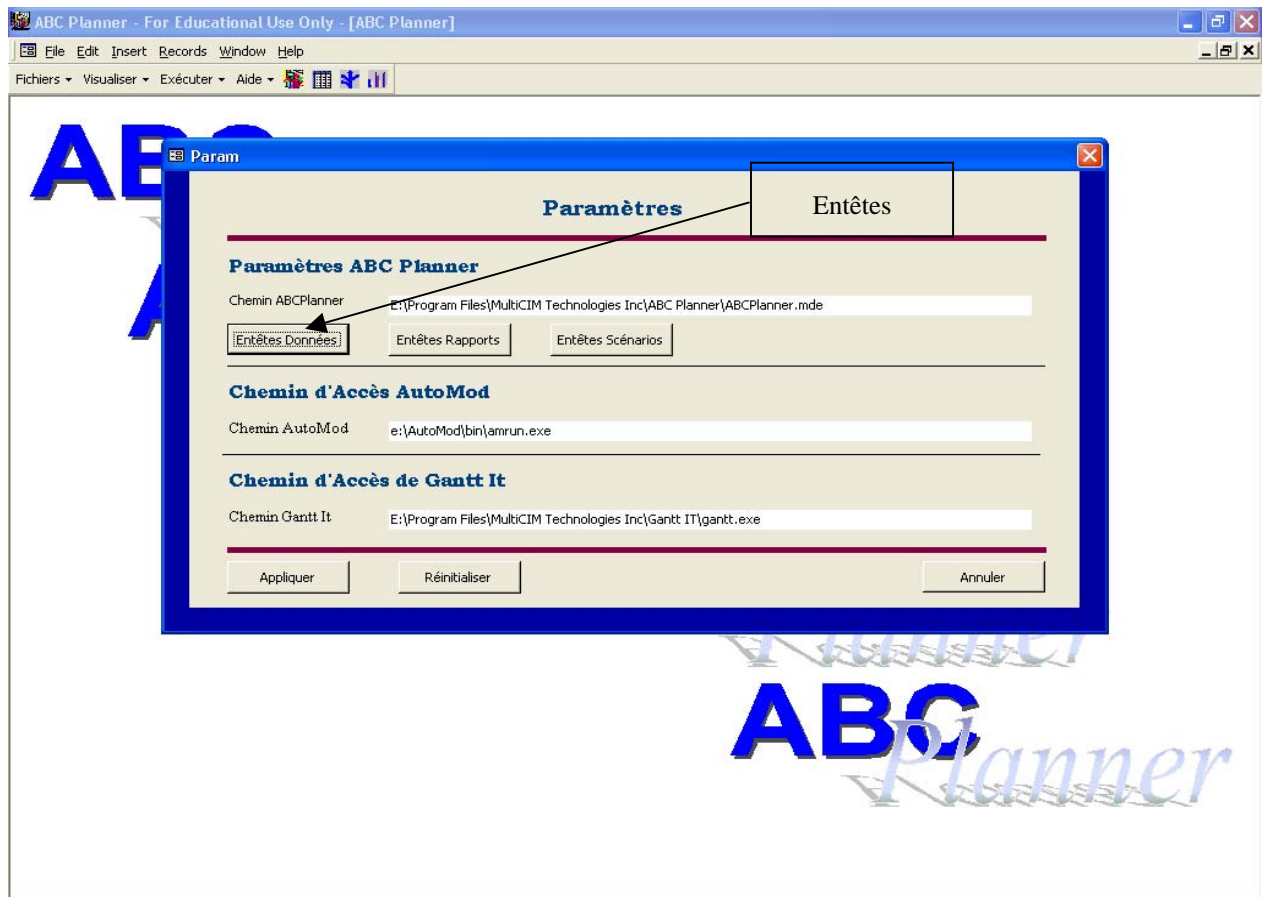 ABC Planner - For Educational Use Only - [ABC Planner]
File Edit Insert Records Window Help
Fichiers Visualiser Exécuter Aide
Param
Paramètres
Entêtes
Paramètres ABC Planner
Chemin ABCPlanner E:\Program Files\MultiCIM Technologies Inc\ABC Planner\ABCPlanner.mde
Entêtes Données Entêtes Rapports Entêtes Scénarios
Chemin d'Accès AutoMod
Chemin AutoMod e:\AutoMod\bin\amrun.exe
Chemin d'Accès de Gantt It
Chemin Gantt It E:\Program Files\MultiCIM Technologies Inc\Gantt IT\gantt.exe
Appliquer Réinitialiser Annuler
Planner
ABC
Planner